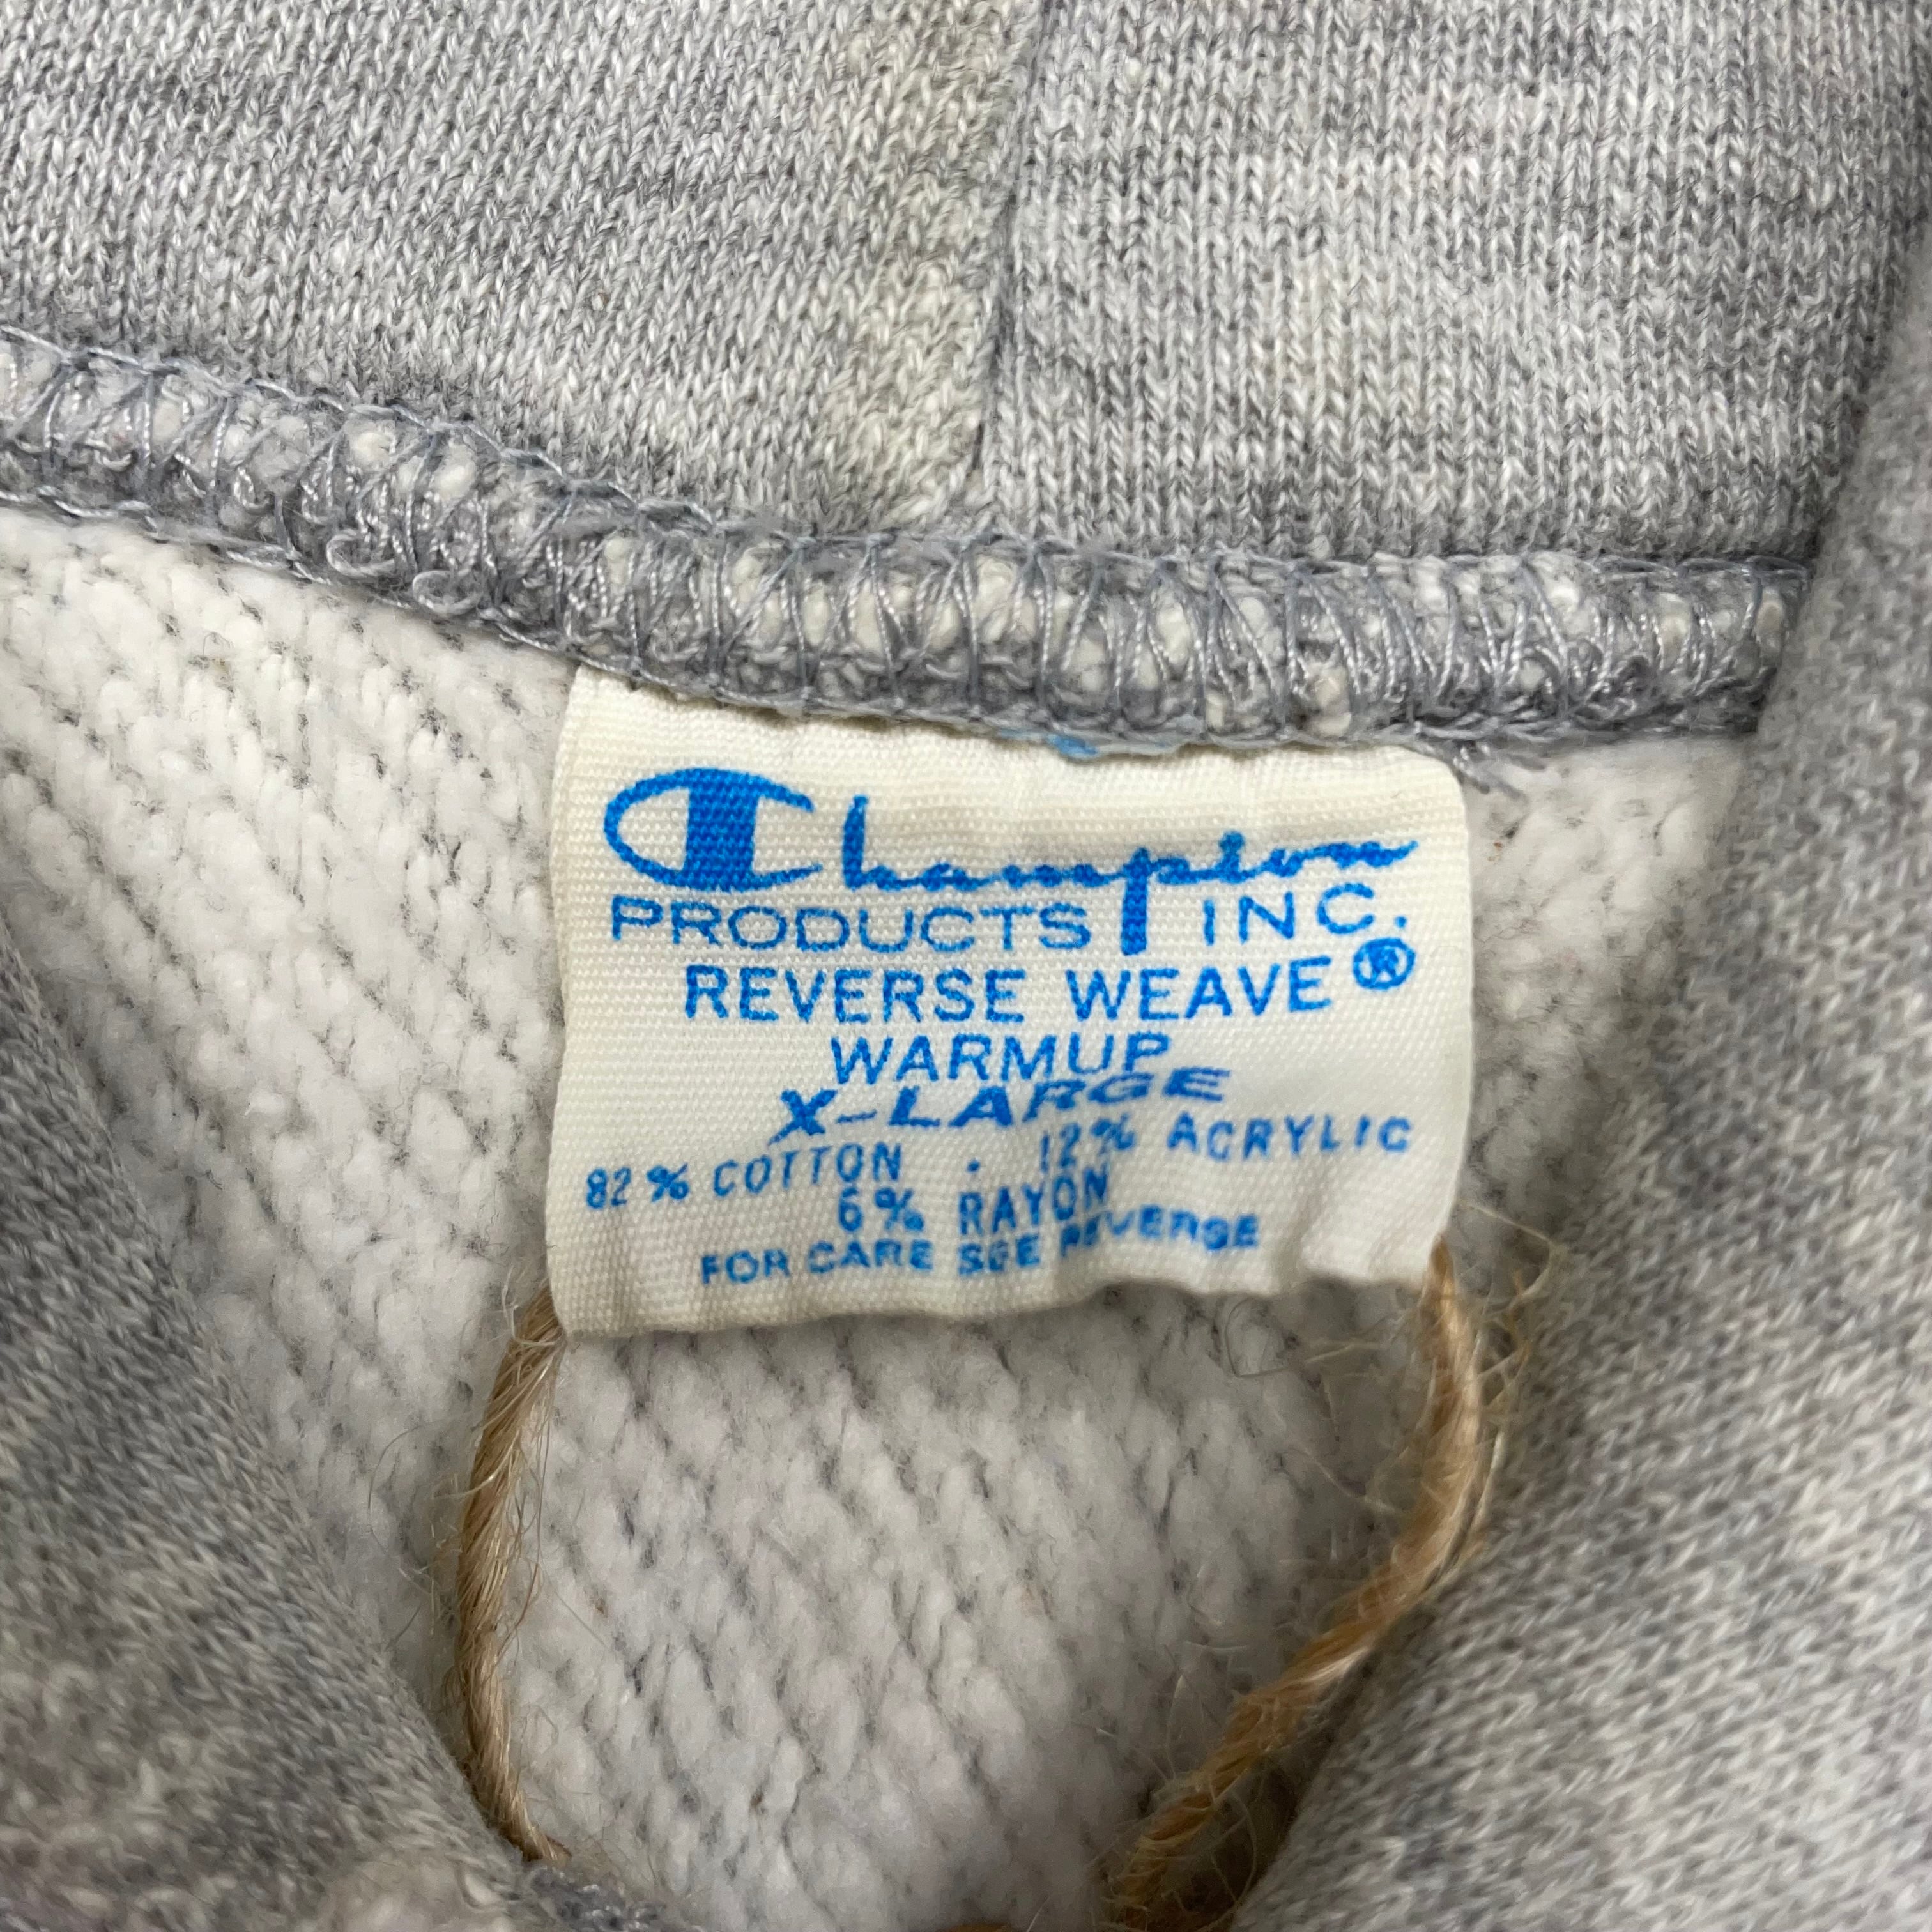 Champion
PRODUCTS INC.
REVERSE WEAVE ®
WARMUP
X-LARGE
82% COTTON . 12% ACRYLIC
6% RAYON
FOR CARE SEE REVERSE